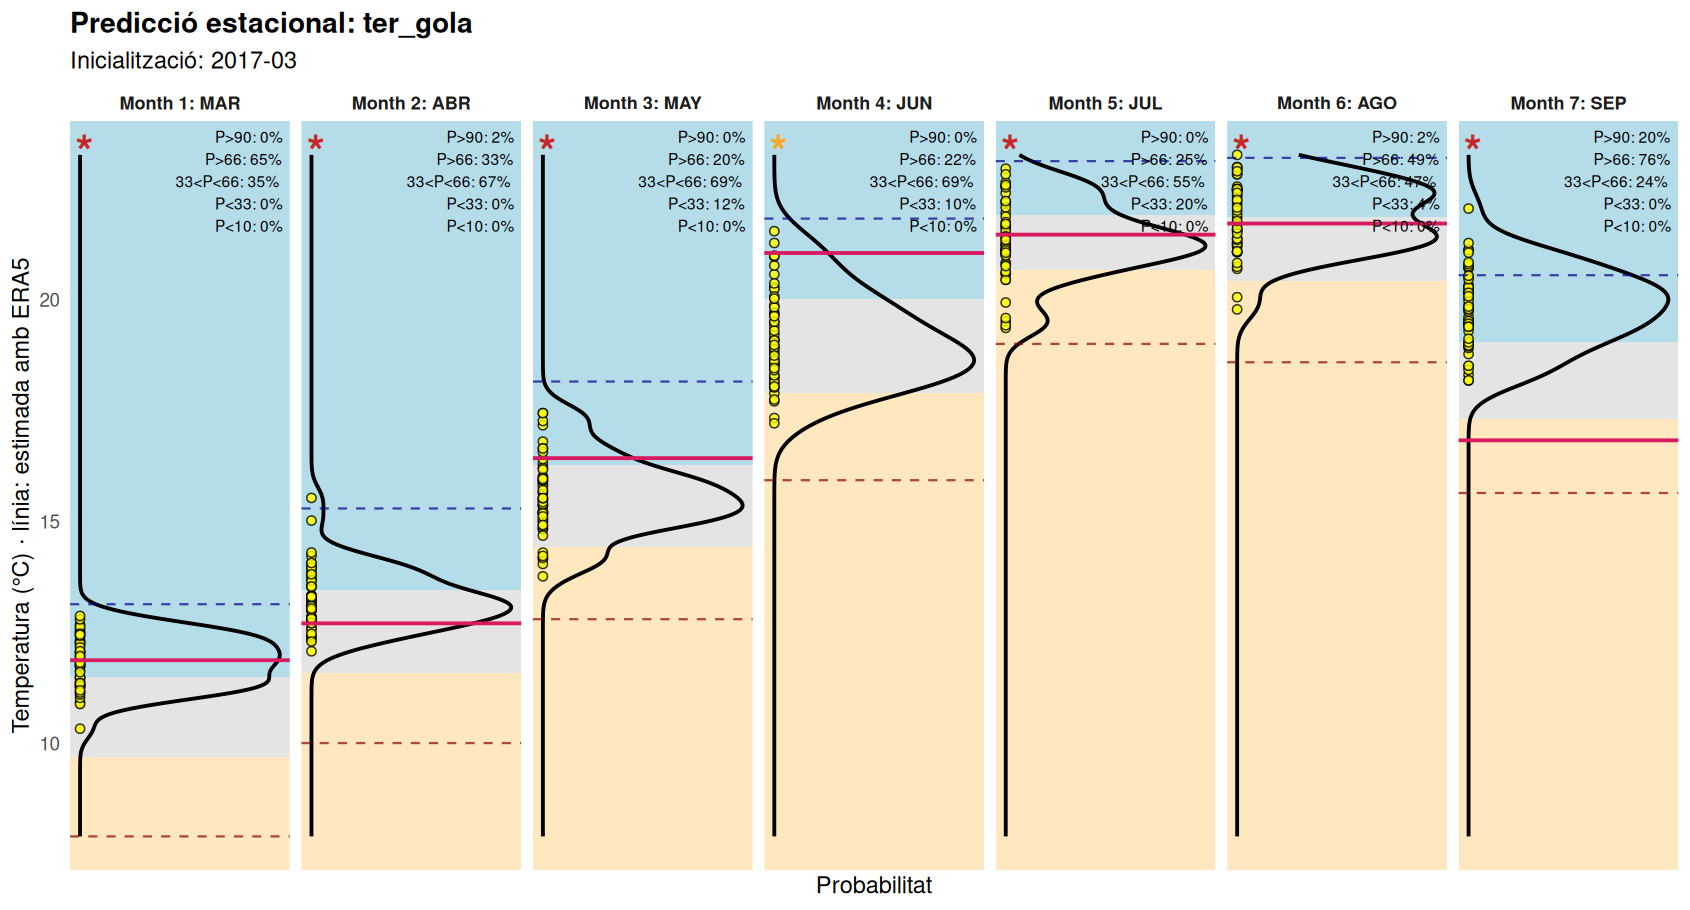 Predicció estacional: ter_gola
Inicialització: 2017-03
Month 1: MAR
Month 2: ABR
Month 3: MAY
Month 4: JUN
Month 5: JUL
Month 6: AGO
Month 7: SEP
*
P>90: 0%
P>66: 65%
33<P<66: 35%
P<33: 0%
P<10: 0%
*
P>90: 2%
P>66: 33%
33<P<66: 67%
P<33: 0%
P<10: 0%
*
P>90: 0%
P>66: 20%
33<P<66: 69%
P<33: 12%
P<10: 0%
*
P>90: 0%
P>66: 22%
33<P<66: 69%
P<33: 10%
P<10: 0%
*
P>90: 0%
P>66: 25%
33<P<66: 55%
P<33: 20%
P<10: 0%
*
P>90: 2%
P>66: 49%
33<P<66: 47%
P<33: 4%
P<10: 0%
*
P>90: 20%
P>66: 76%
33<P<66: 24%
P<33: 0%
P<10: 0%
Temperatura (°C) · línia: estimada amb ERA5
20
15
10
Probabilitat